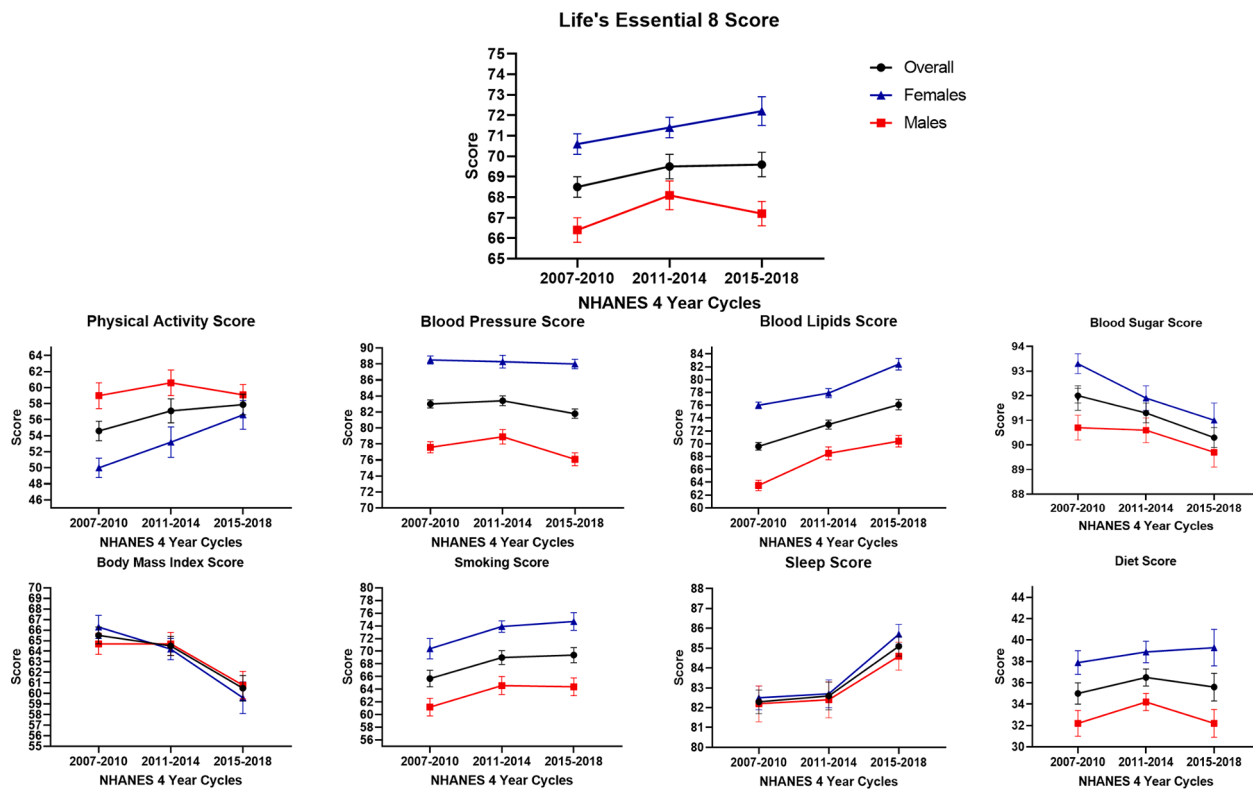 Life's Essential 8 Score
75
74
73
72
71
70
69
68
67
66
65
Score
2007-2010 2011-2014 2015-2018
NHANES 4 Year Cycles
Overall
Females
Males
Physical Activity Score
64
62
60
58
56
54
52
50
48
46
Score
2007-2010 2011-2014 2015-2018
NHANES 4 Year Cycles
Blood Pressure Score
90
88
86
84
82
80
78
76
74
72
70
Score
2007-2010 2011-2014 2015-2018
NHANES 4 Year Cycles
Blood Lipids Score
84
82
80
78
76
74
72
70
68
66
64
62
60
Score
2007-2010 2011-2014 2015-2018
NHANES 4 Year Cycles
Blood Sugar Score
94
93
92
91
90
89
88
Score
2007-2010 2011-2014 2015-2018
NHANES 4 Year Cycles
Body Mass Index Score
70
69
68
67
66
65
64
63
62
61
60
59
58
57
56
55
Score
2007-2010 2011-2014 2015-2018
NHANES 4 Year Cycles
Smoking Score
80
78
76
74
72
70
68
66
64
62
60
58
56
Score
2007-2010 2011-2014 2015-2018
NHANES 4 Year Cycles
Sleep Score
88
87
86
85
84
83
82
81
80
Score
2007-2010 2011-2014 2015-2018
NHANES 4 Year Cycles
Diet Score
44
42
40
38
36
34
32
30
Score
2007-2010 2011-2014 2015-2018
NHANES 4 Year Cycles